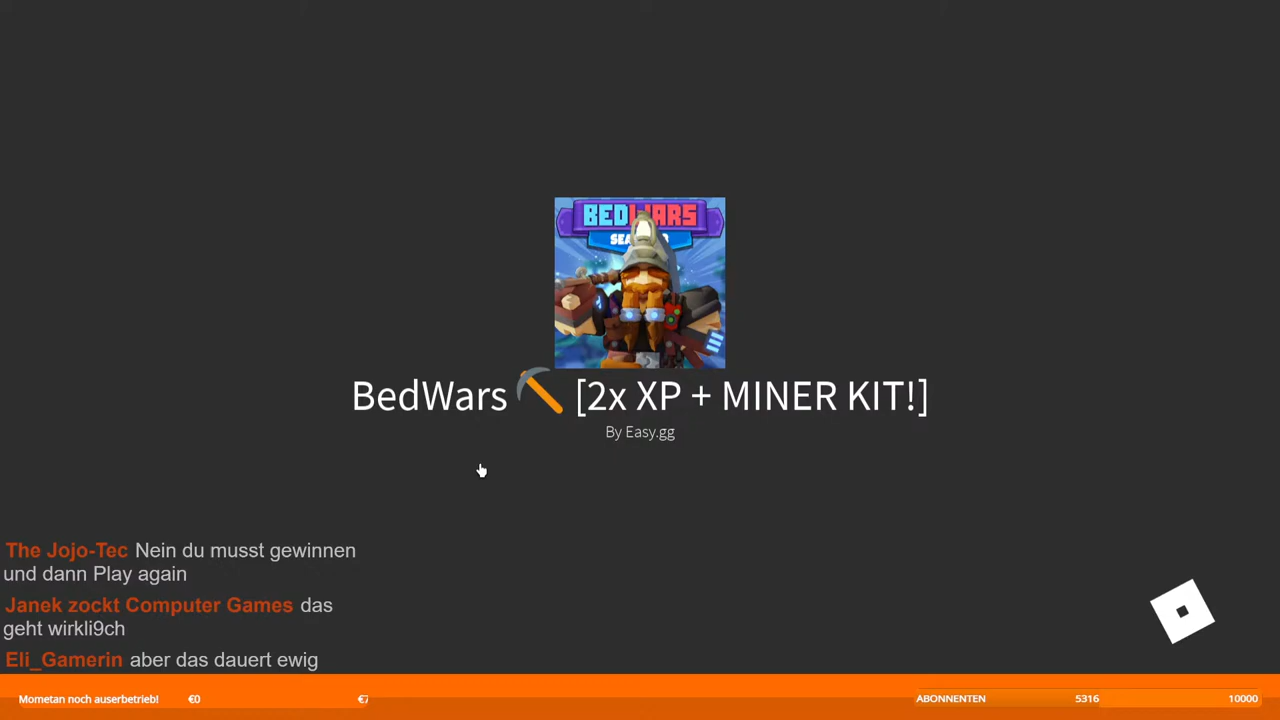 BEDWARS
BedWars [2x XP + MINER KIT!]
By Easy.gg
The Jojo-Tec Nein du musst gewinnen
und dann Play again
Janek zockt Computer Games das
geht wirkli9ch
Eli_Gamerin aber das dauert ewig
Mometan noch auserbetrieb! €0 €7
ABONNENTEN 5316 10000